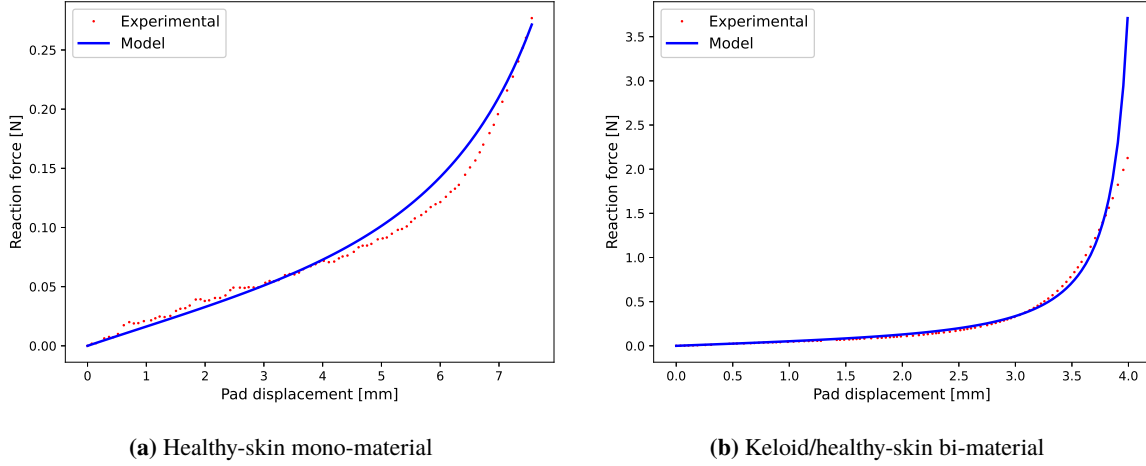 Experimental
Model
Reaction force [N]
0.25
0.20
0.15
0.10
0.05
0.00
0 1 2 3 4 5 6 7
Pad displacement [mm]
(a) Healthy-skin mono-material
Experimental
Model
Reaction force [N]
3.5
3.0
2.5
2.0
1.5
1.0
0.5
0.0
0.0 0.5 1.0 1.5 2.0 2.5 3.0 3.5 4.0
Pad displacement [mm]
(b) Keloid/healthy-skin bi-material